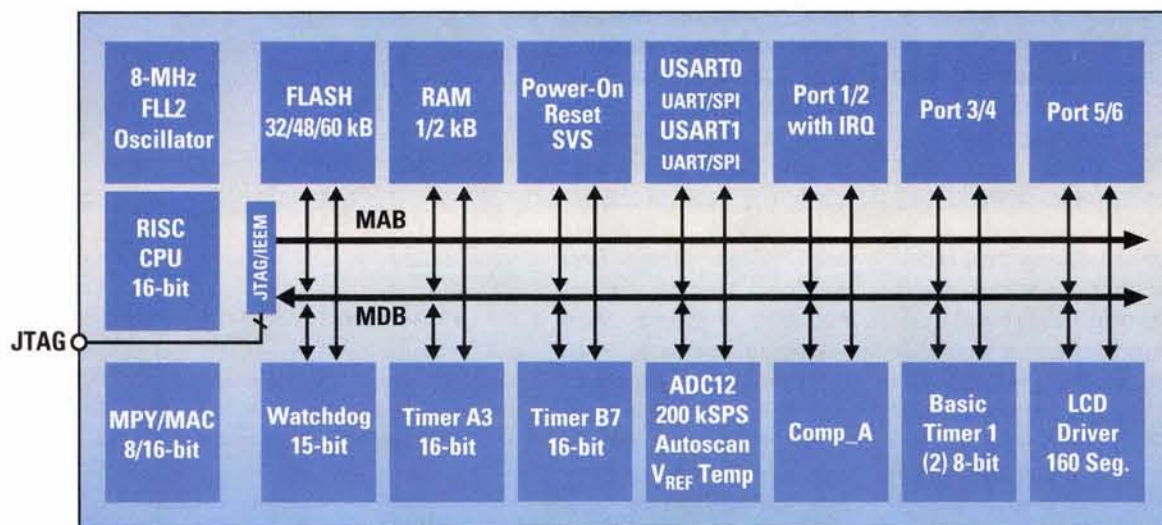 8-MHz
FLL2
Oscillator
FLASH
32/48/60 kB
RAM
1/2 kB
Power-On
Reset
SVS
USART0
UART/SPI
USART1
UART/SPI
Port 1/2
with IRQ
Port 3/4
Port 5/6
RISC
CPU
16-bit
JTAG/IEEM
MAB
MDB
JTAG
MPY/MAC
8/16-bit
Watchdog
15-bit
Timer A3
16-bit
Timer B7
16-bit
ADC12
200 kSPS
Autoscan
VREF Temp
Comp_A
Basic
Timer 1
(2) 8-bit
LCD
Driver
160 Seg.